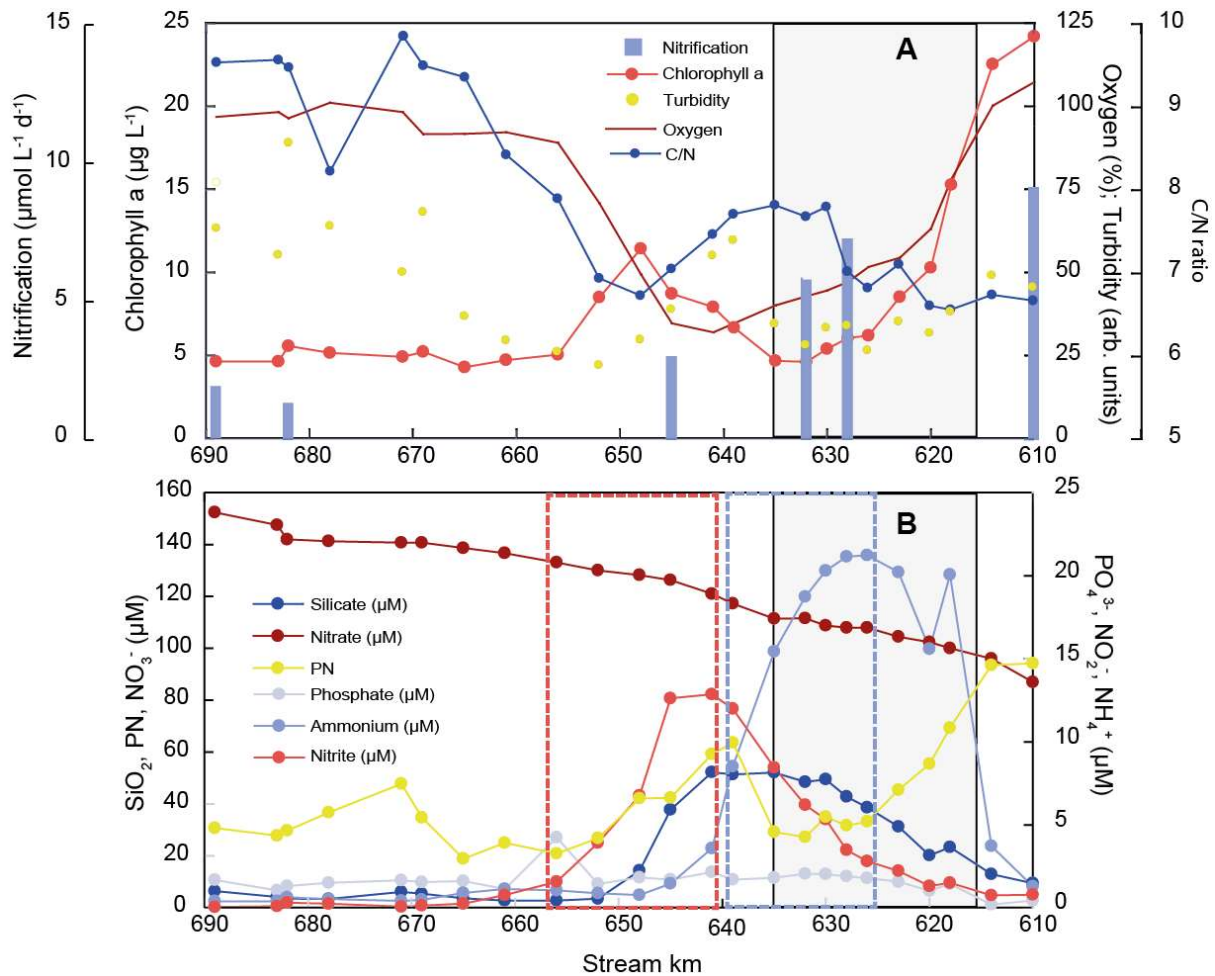 15
25
125
10
A
Nitrification
Chlorophyll a
Turbidity
Oxygen
C/N
20
100
9
10
15
75
8
10
50
5
7
5
25
6
0
0
0
5
Nitrification (µmol L⁻¹ d⁻¹)
Chlorophyll a (µg L⁻¹)
Oxygen (%); Turbidity (arb. units)
C/N ratio
690 680 670 660 650 640 630 620 610
160
25
B
140
120
100
80
60
40
20
0
20
15
10
5
0
Silicate (µM)
Nitrate (µM)
PN
Phosphate (µM)
Ammonium (µM)
Nitrite (µM)
SiO₂, PN, NO₃⁻ (µM)
PO₄³⁻, NO₂⁻, NH₄⁺ (µM)
690 680 670 660 650 640 630 620 610
Stream km